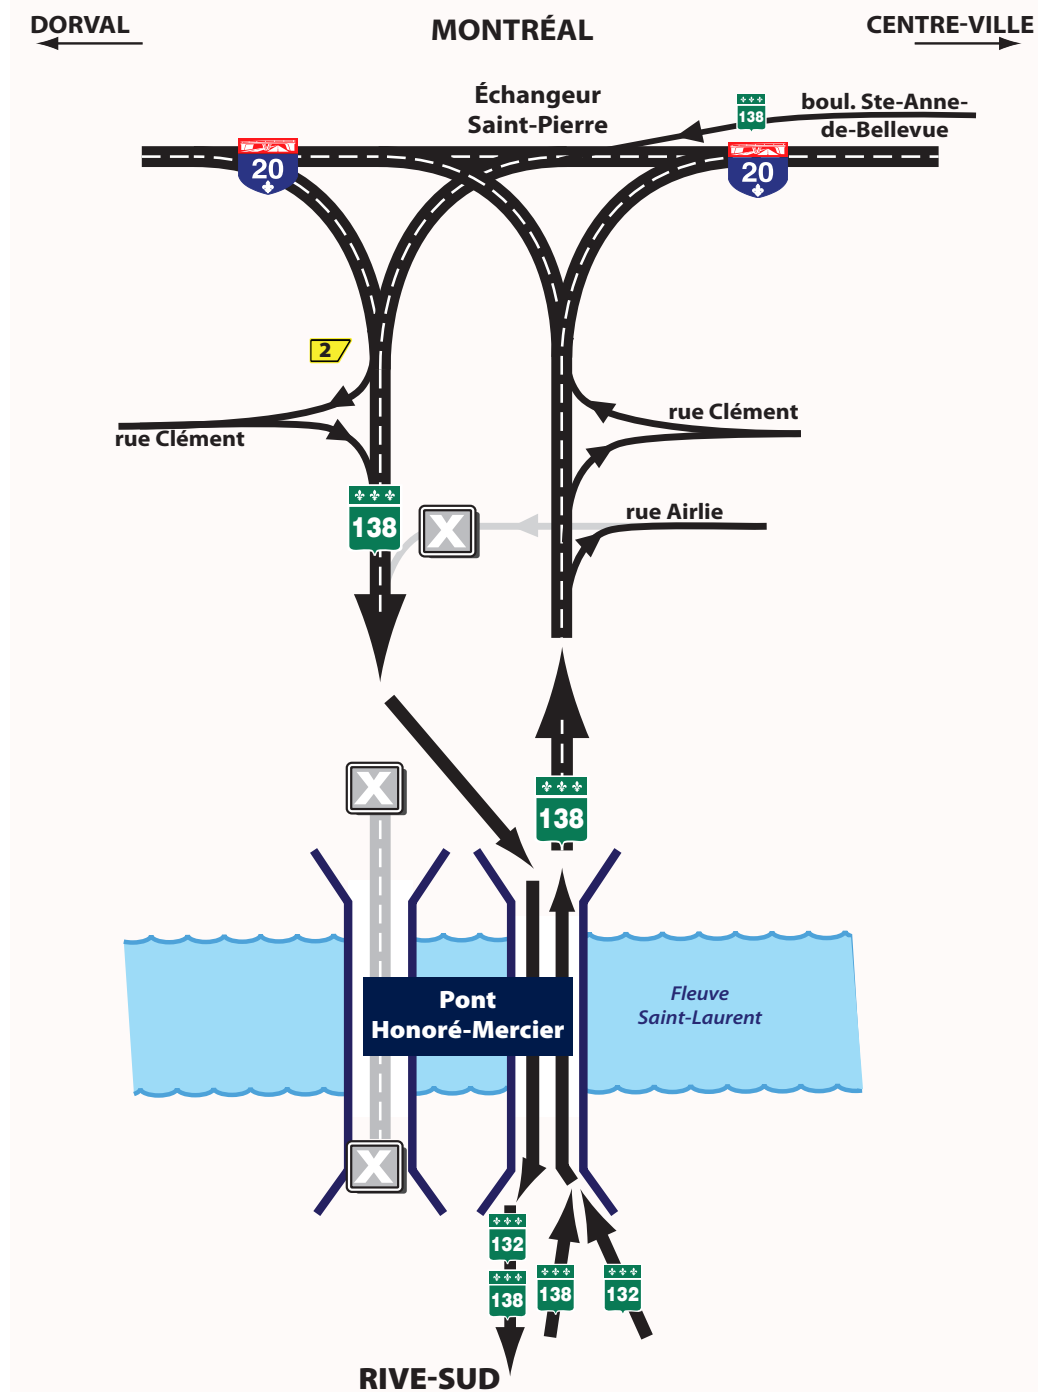 DORVAL
MONTRÉAL
CENTRE-VILLE
Échangeur
Saint-Pierre
138
boul. Ste-Anne-
de-Bellevue
20
20
2
rue Clément
rue Clément
138
X
rue Airlie
X
138
Pont
Honoré-Mercier
Fleuve
Saint-Laurent
X
132
138
138
132
RIVE-SUD